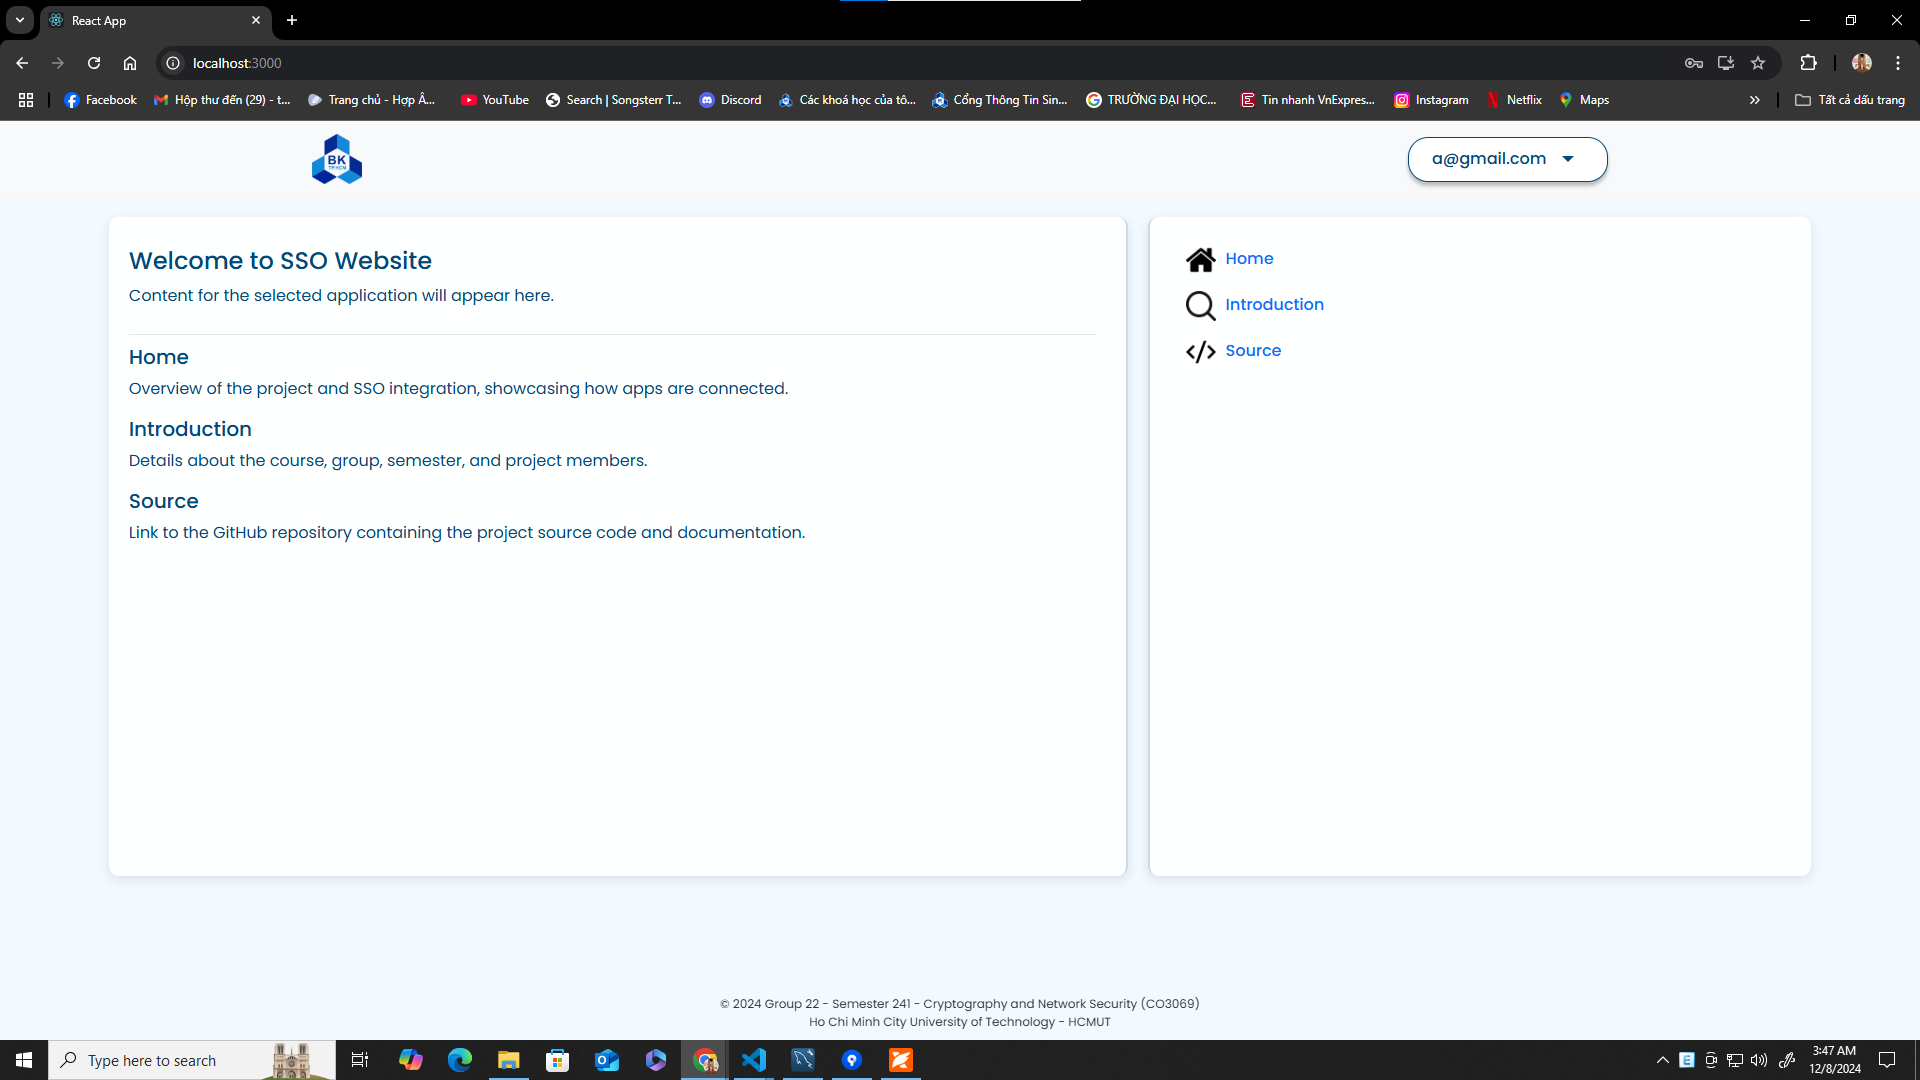 React App
localhost:3000
Facebook
Hộp thư đến (29) - t...
Trang chủ - Hợp Â...
YouTube
Search | Songsterr T...
Discord
Các khoá học của tô...
Cổng Thông Tin Sin...
TRƯỜNG ĐẠI HỌC...
Tin nhanh VnExpres...
Instagram
Netflix
Maps
Tất cả dấu trang
BK
TP.HCM
a@gmail.com
Welcome to SSO Website
Content for the selected application will appear here.
Home
Overview of the project and SSO integration, showcasing how apps are connected.
Introduction
Details about the course, group, semester, and project members.
Source
Link to the GitHub repository containing the project source code and documentation.
Home
Introduction
Source
© 2024 Group 22 - Semester 241 - Cryptography and Network Security (CO3069)
Ho Chi Minh City University of Technology - HCMUT
Type here to search
3:47 AM
12/8/2024